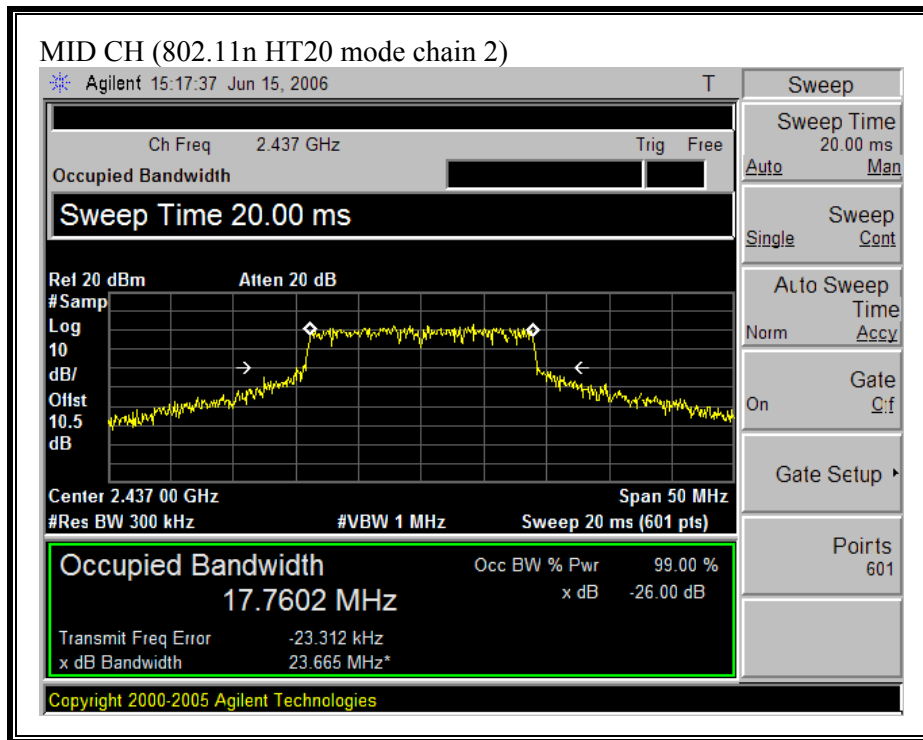 MID CH (802.11n HT20 mode chain 2)
Agilent 15:17:37 Jun 15, 2006 T
Ch Freq 2.437 GHz Trig Free
Occupied Bandwidth
Sweep Time 20.00 ms
Ref 20 dBm Atten 20 dB
#Samp
Log
10
dB/
Offst
10.5
dB
Center 2.437 00 GHz Span 50 MHz
#Res BW 300 kHz #VBW 1 MHz Sweep 20 ms (601 pts)
Occupied Bandwidth
17.7602 MHz
Occ BW % Pwr 99.00 %
x dB -26.00 dB
Transmit Freq Error -23.312 kHz
x dB Bandwidth 23.665 MHz*
Copyright 2000-2005 Agilent Technologies
Sweep
Sweep Time
20.00 ms
Auto Man
Sweep
Single Cont
Auto Sweep
Time
Norm Accy
Gate
On Off
Gate Setup
Points
601